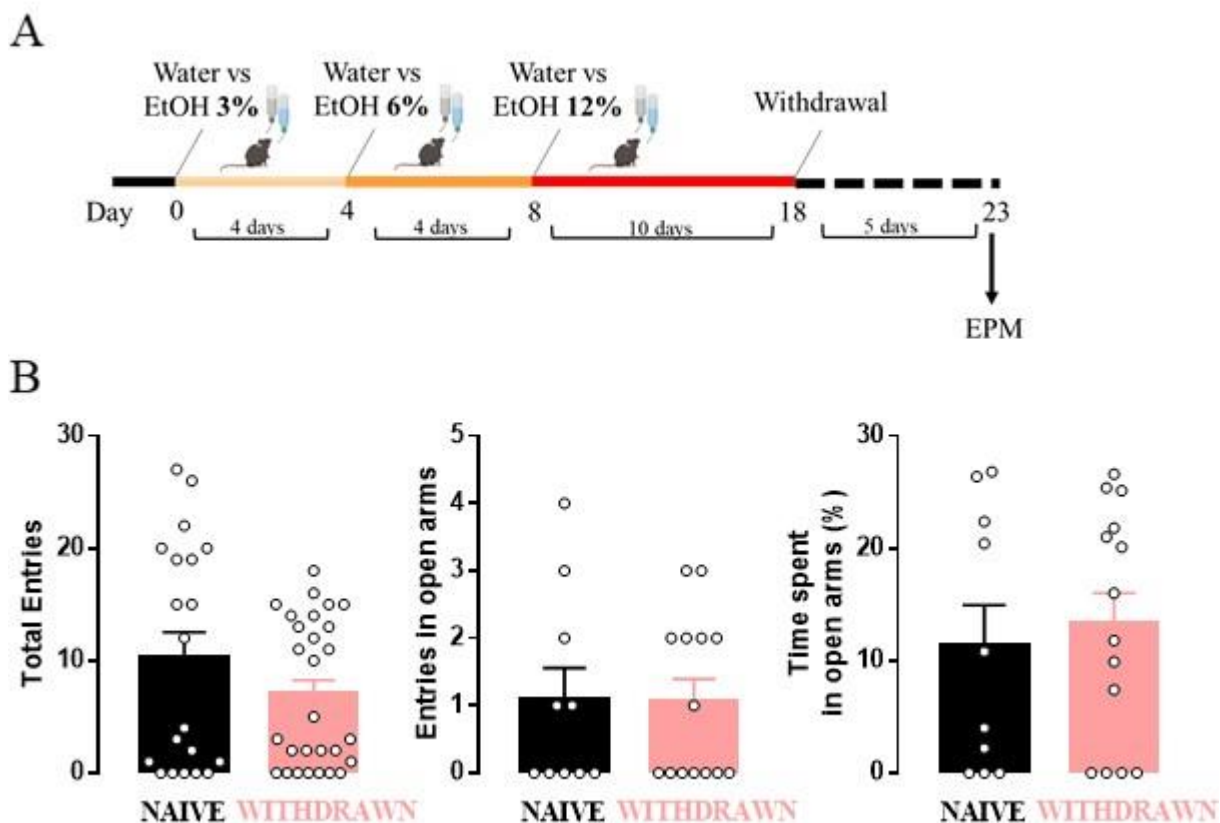 A
Water vs
EtOH 3%
Water vs
EtOH 6%
Water vs
EtOH 12%
Withdrawal
Day 0 4 8 18 23
4 days 4 days 10 days 5 days
EPM
B
Total Entries
30
20
10
0
NAIVE WITHDRAWN
Entries in open arms
5
4
3
2
1
0
NAIVE WITHDRAWN
Time spent
in open arms (% )
30
20
10
0
NAIVE WITHDRAWN